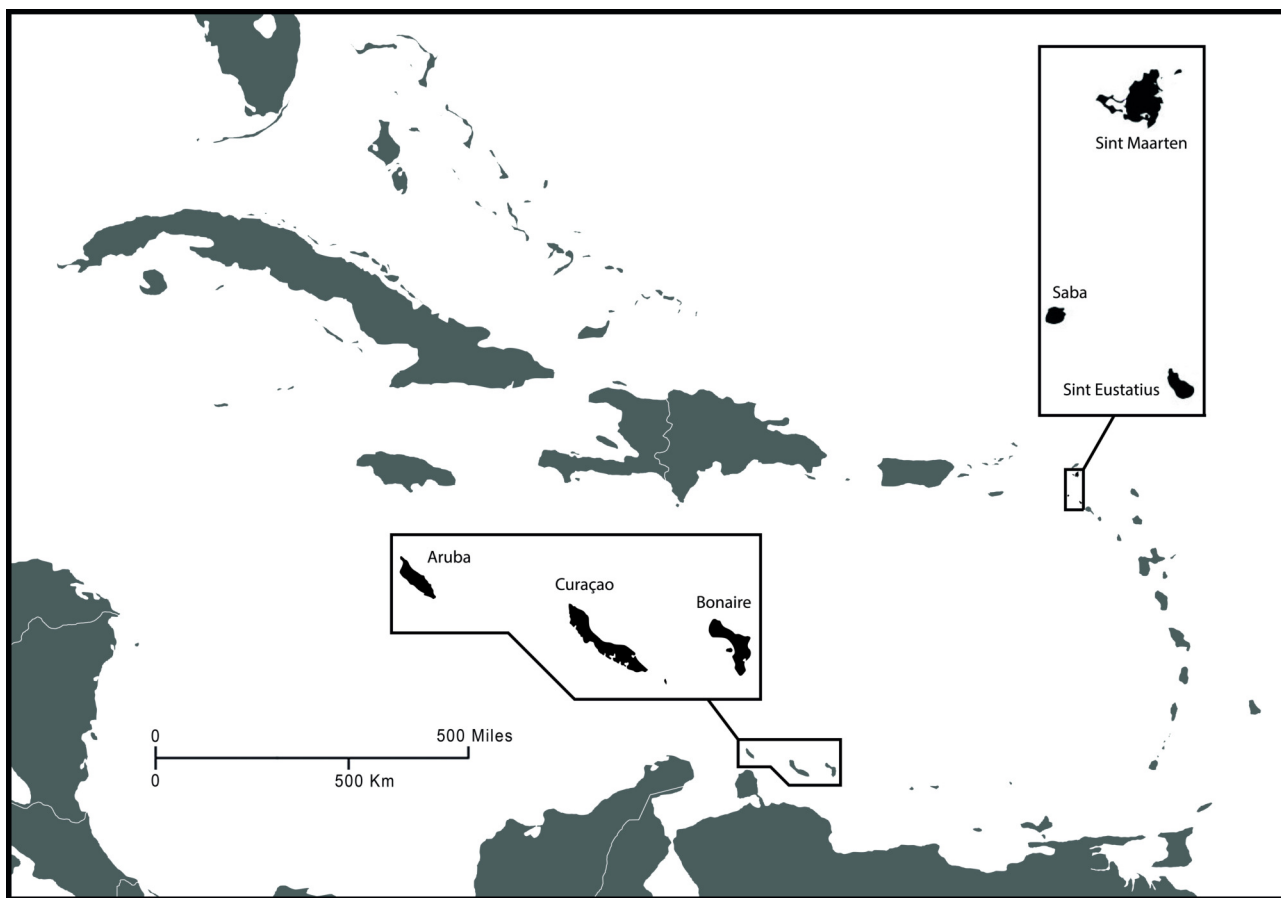 Sint Maarten
Saba
Sint Eustatius
Aruba
Curaçao
Bonaire
0 500 Miles
0 500 Km